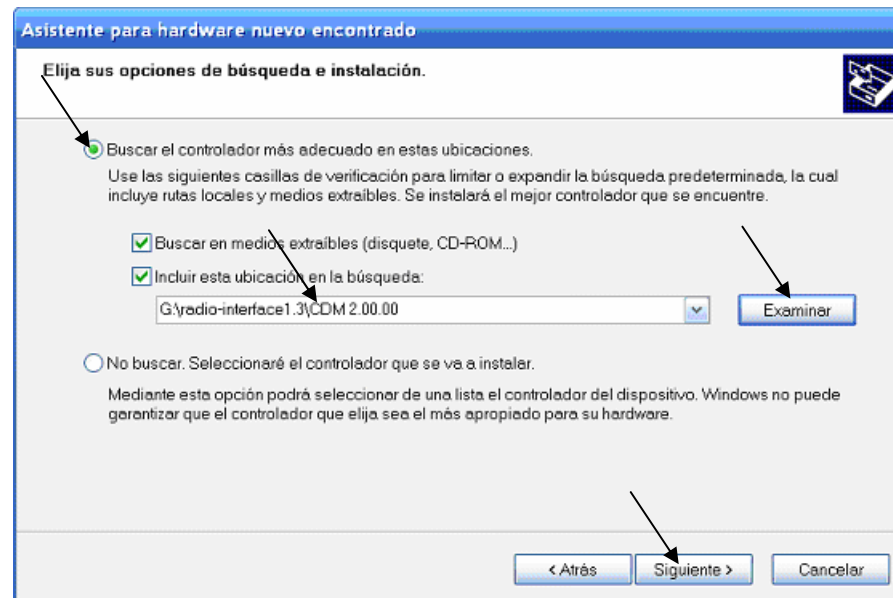 Asistente para hardware nuevo encontrado
Elija sus opciones de búsqueda e instalación.
Buscar el controlador más adecuado en estas ubicaciones.
Use las siguientes casillas de verificación para limitar o expandir la búsqueda predeterminada, la cual
incluye rutas locales y medios extraíbles. Se instalará el mejor controlador que se encuentre.
Buscar en medios extraíbles (disquete, CD-ROM...)
Incluir esta ubicación en la búsqueda:
G:\radio-interface1.3\CDM 2.00.00
Examinar
No buscar. Seleccionaré el controlador que se va a instalar.
Mediante esta opción podrá seleccionar de una lista el controlador del dispositivo. Windows no puede
garantizar que el controlador que elija sea el más apropiado para su hardware.
< Atrás Siguiente > Cancelar